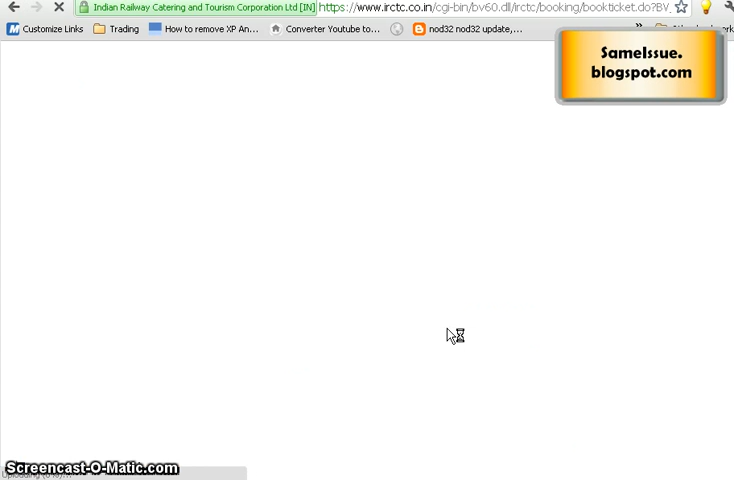 Indian Railway Catering and Tourism Corporation Ltd [IN] https://www.irctc.co.in/cgi-bin/bv60.dll/irctc/booking/bookticket.do?BV_
Customize Links Trading How to remove XP An... Converter Youtube to... nod32 nod32 update,... »
SameIssue.
blogspot.com
Screencast-O-Matic.com